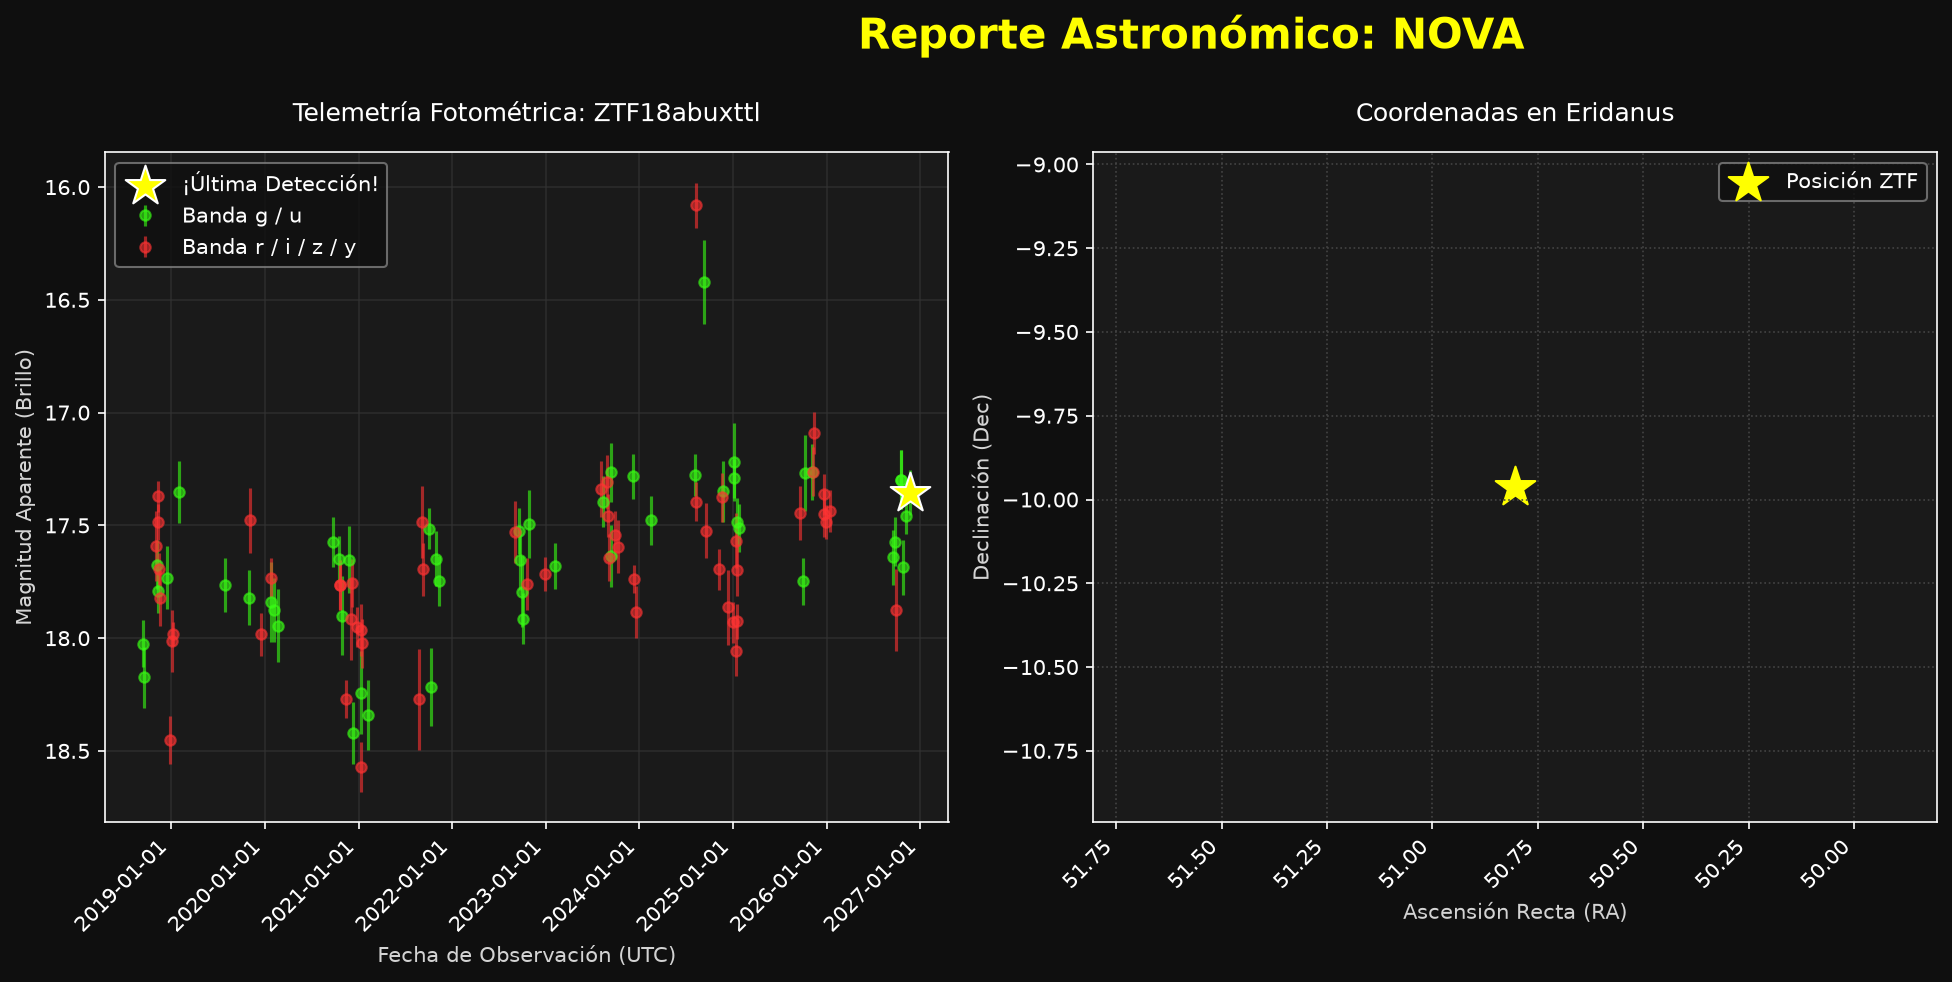 Reporte Astronómico: NOVA
Telemetría Fotométrica: ZTF18abuxttl
¡Última Detección!
Banda g / u
Banda r / i / z / y
Magnitud Aparente (Brillo)
16.0
16.5
17.0
17.5
18.0
18.5
2019-01-01
2020-01-01
2021-01-01
2022-01-01
2023-01-01
2024-01-01
2025-01-01
2026-01-01
2027-01-01
Fecha de Observación (UTC)
Coordenadas en Eridanus
Posición ZTF
Declinación (Dec)
−9.00
−9.25
−9.50
−9.75
−10.00
−10.25
−10.50
−10.75
51.75
51.50
51.25
51.00
50.75
50.50
50.25
50.00
Ascensión Recta (RA)